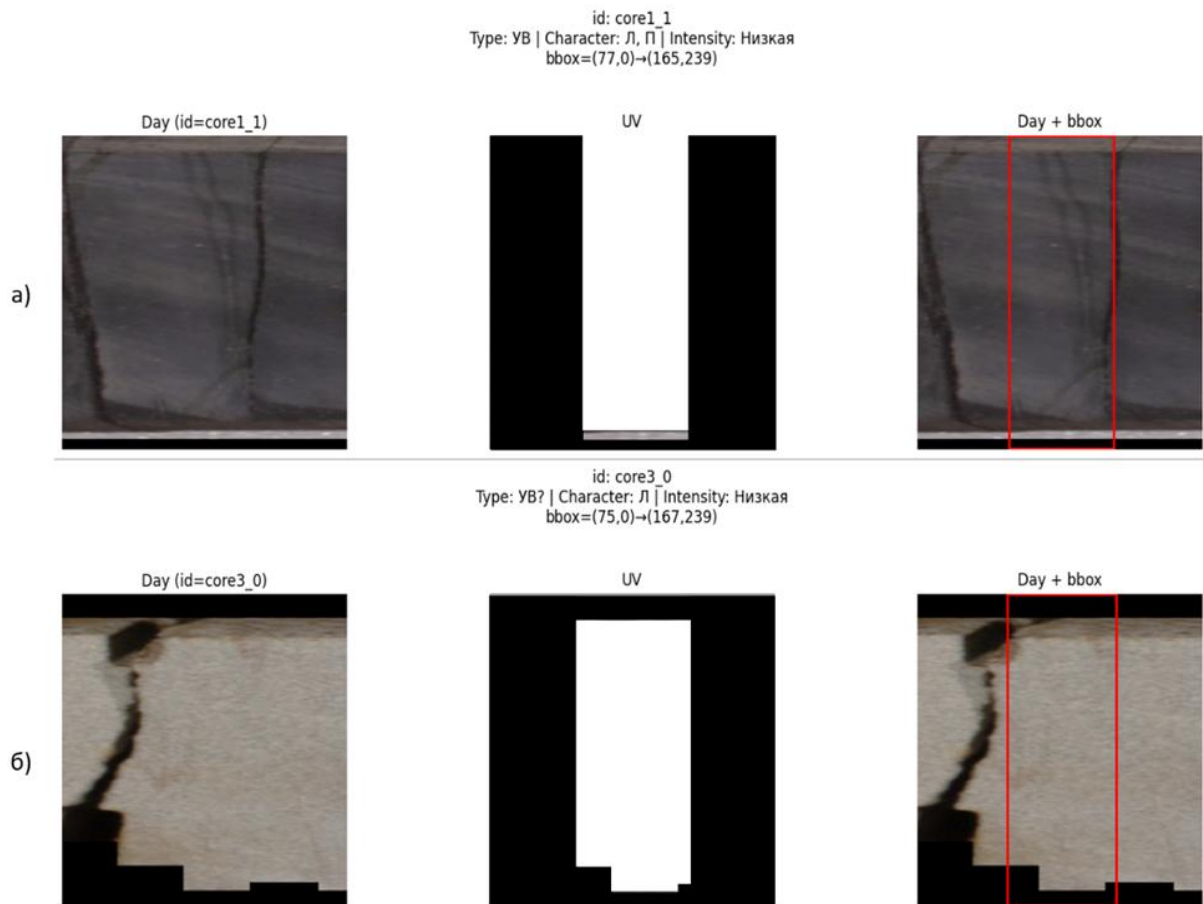 id: core1_1
Type: УВ | Character: Л, П | Intensity: Низкая
bbox=(77,0)→(165,239)
Day (id=core1_1)
UV
Day + bbox
а)
id: core3_0
Type: УВ? | Character: Л | Intensity: Низкая
bbox=(75,0)→(167,239)
Day (id=core3_0)
UV
Day + bbox
б)